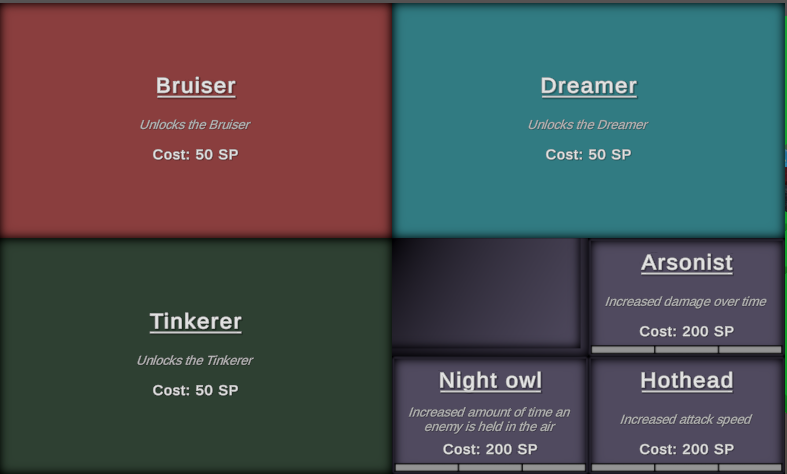 Bruiser
Unlocks the Bruiser
Cost: 50 SP
Dreamer
Unlocks the Dreamer
Cost: 50 SP
Tinkerer
Unlocks the Tinkerer
Cost: 50 SP
Arsonist
Increased damage over time
Cost: 200 SP
Night owl
Increased amount of time an
enemy is held in the air
Cost: 200 SP
Hothead
Increased attack speed
Cost: 200 SP